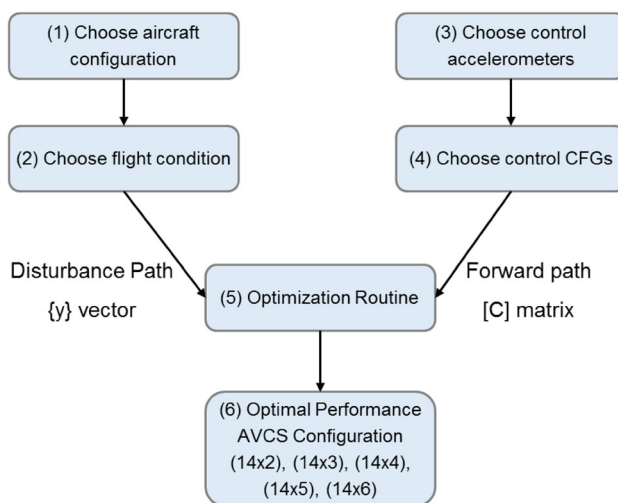 (1) Choose aircraft
configuration
(3) Choose control
accelerometers
(2) Choose flight condition
(4) Choose control CFGs
Disturbance Path
{y} vector
Forward path
[C] matrix
(5) Optimization Routine
(6) Optimal Performance
AVCS Configuration
(14x2), (14x3), (14x4),
(14x5), (14x6)